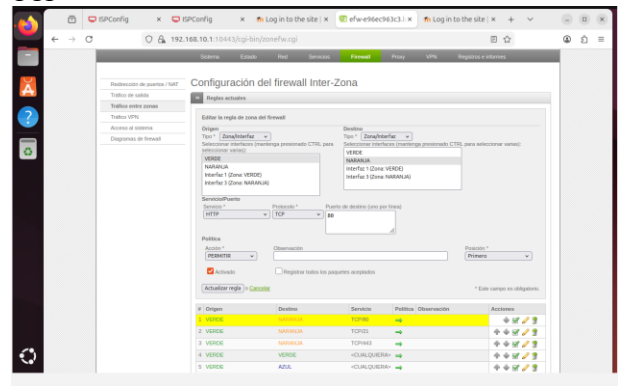 ISPConfig
ISPConfig
Log in to the site |
efw-e96ec963c3.l
Log in to the site |
192.168.10.1:10443/cgi-bin/zonefw.cgi
Sistema Estado Red Servicios Firewall Proxy VPN Registros e informes
Redirección de puertos / NAT
Tráfico de salida
Tráfico entre zonas
Tráfico VPN
Acceso al sistema
Diagramas de firewall
Configuración del firewall Inter-Zona
Reglas actuales
Editar la regla de zona del firewall
Origen
Tipo * Zona/Interfaz
Seleccionar interfaces (mantenga presionado CTRL para
seleccionar varias)
VERDE
NARANJA
Interfaz 1 (Zona: VERDE)
Interfaz 3 (Zona: NARANJA)
Destino
Tipo * Zona/Interfaz
Seleccionar interfaces (mantenga presionado CTRL para seleccionar varias)
VERDE
NARANJA
Interfaz 1 (Zona: VERDE)
Interfaz 3 (Zona: NARANJA)
Servicio/Puerto
Servicio * Protocolo * Puerto de destino (uno por línea)
HTTP TCP 80
Política
Acción * Observación Posición *
PERMITIR Primero
Activado Registrar todos los paquetes aceptados
Actualizar regla o Cancelar * Este campo es obligatorio.
# Origen Destino Servicio Política Observación Acciones
1 VERDE NARANJA TCP/80
2 VERDE NARANJA TCP/21
3 VERDE NARANJA TCP/443
4 VERDE VERDE <CUALQUIERA>
5 VERDE AZUL <CUALQUIERA>